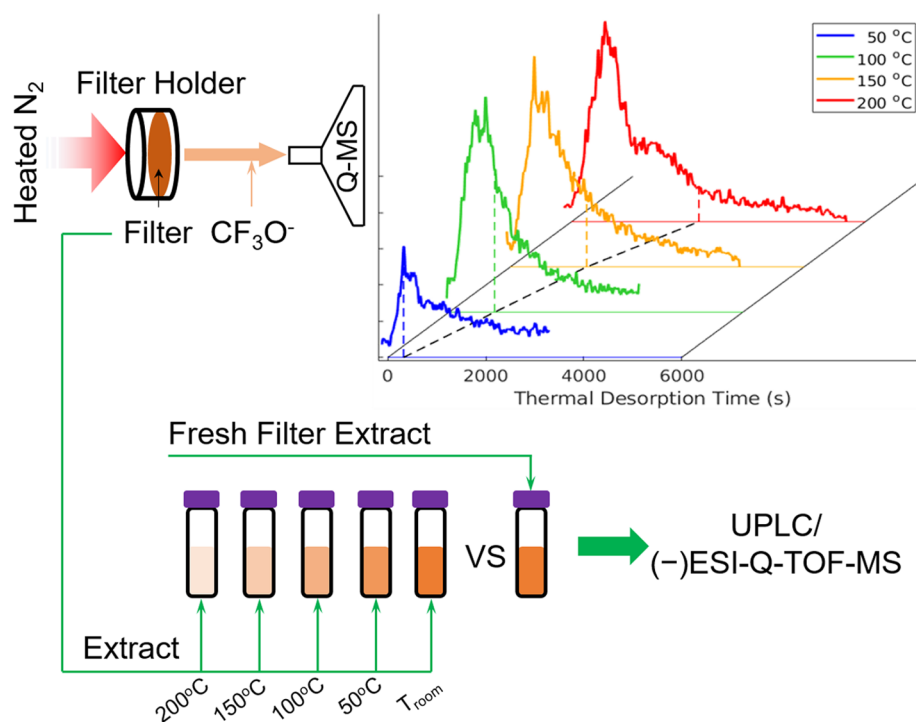 Heated N₂
Filter Holder
Filter
CF₃O⁻
Q-MS
50 °C
100 °C
150 °C
200 °C
0
2000
4000
6000
Thermal Desorption Time (s)
Fresh Filter Extract
VS
UPLC/
(−)ESI-Q-TOF-MS
Extract
200°C
150°C
100°C
50°C
Tᵣₒₒₘ